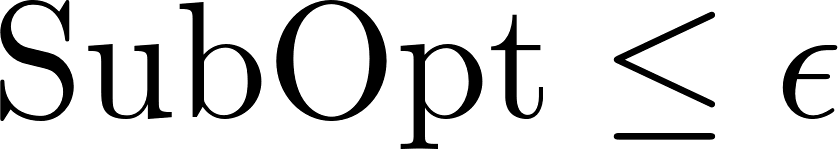 SubOpt ≤ ϵ